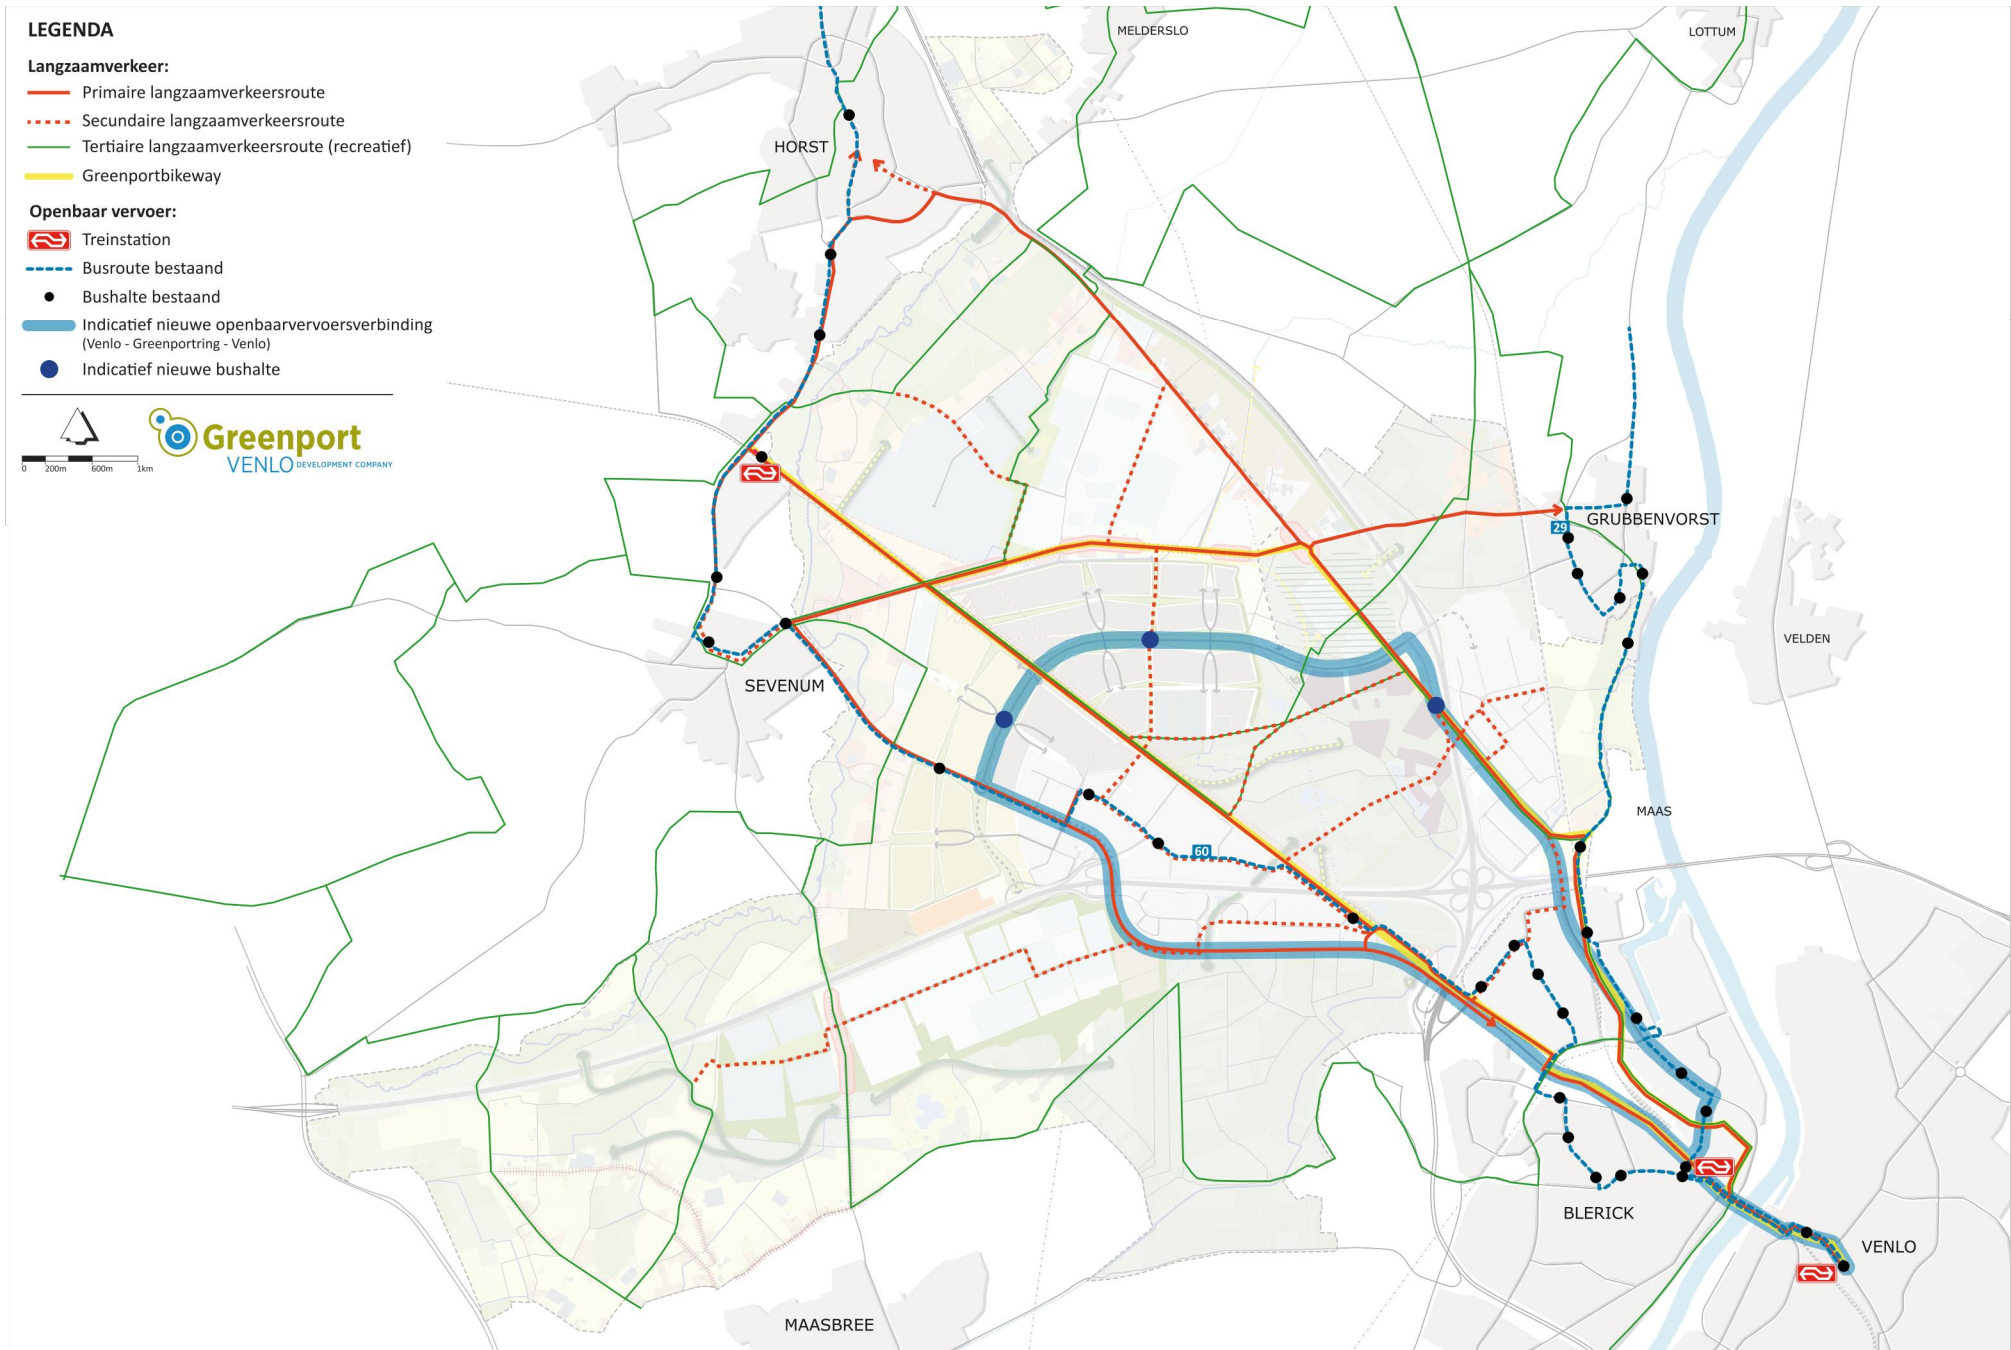 LEGENDA
Langzaamverkeer:
Primaire langzaamverkeersroute
Secundaire langzaamverkeersroute
Tertiaire langzaamverkeersroute (recreatief)
Greenportbikeway
Openbaar vervoer:
Treinstation
Busroute bestaand
Bushalte bestaand
Indicatief nieuwe openbaarvervoersverbinding
(Venlo - Greenportring - Venlo)
Indicatief nieuwe bushalte
0 200m 600m 1km
Greenport
VENLO DEVELOPMENT COMPANY
MELDERSLO
LOTTUM
HORST
GRUBBENVORST
29
VELDEN
SEVENUM
MAAS
60
BLERICK
VENLO
MAASBREE